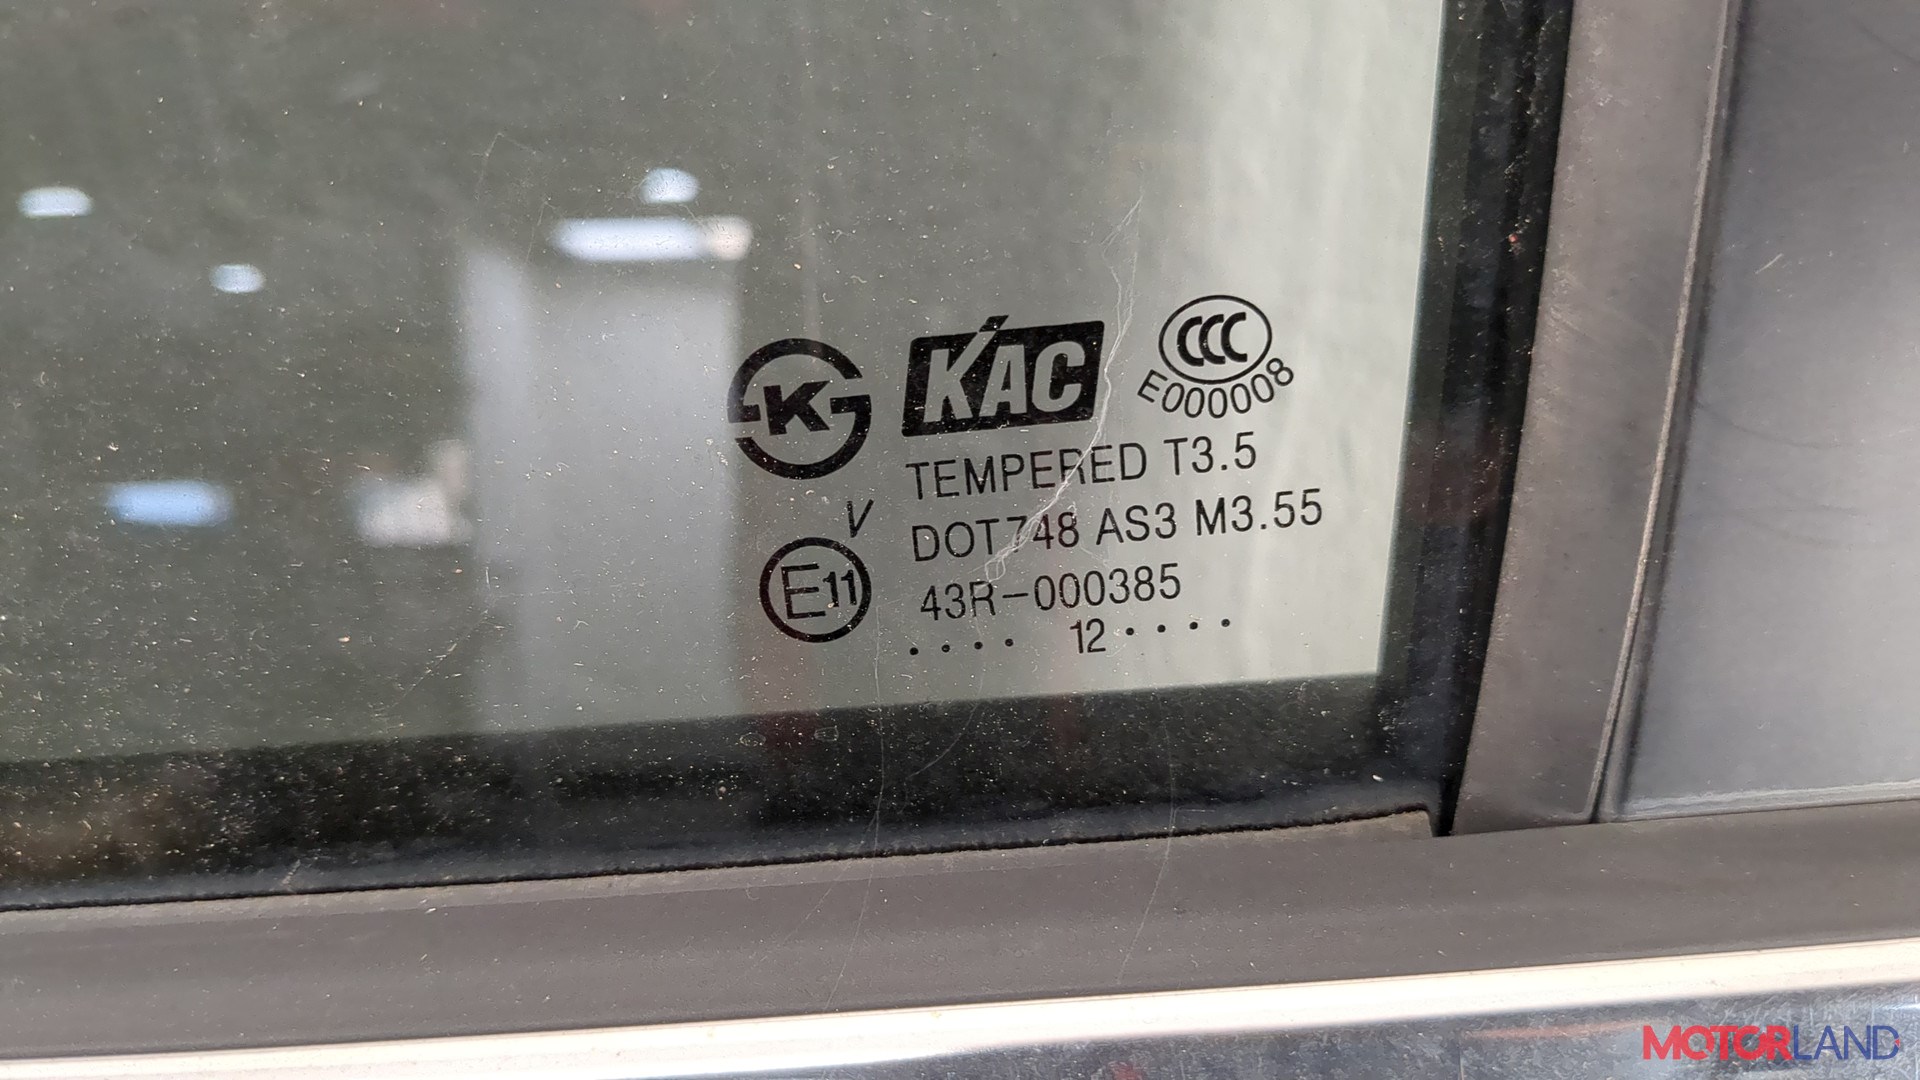 K
KAC
CCC
E000008
TEMPERED T3.5
V
DOT748 AS3 M3.55
E11
43R-000385
.... 12 ....
MOTORLAND